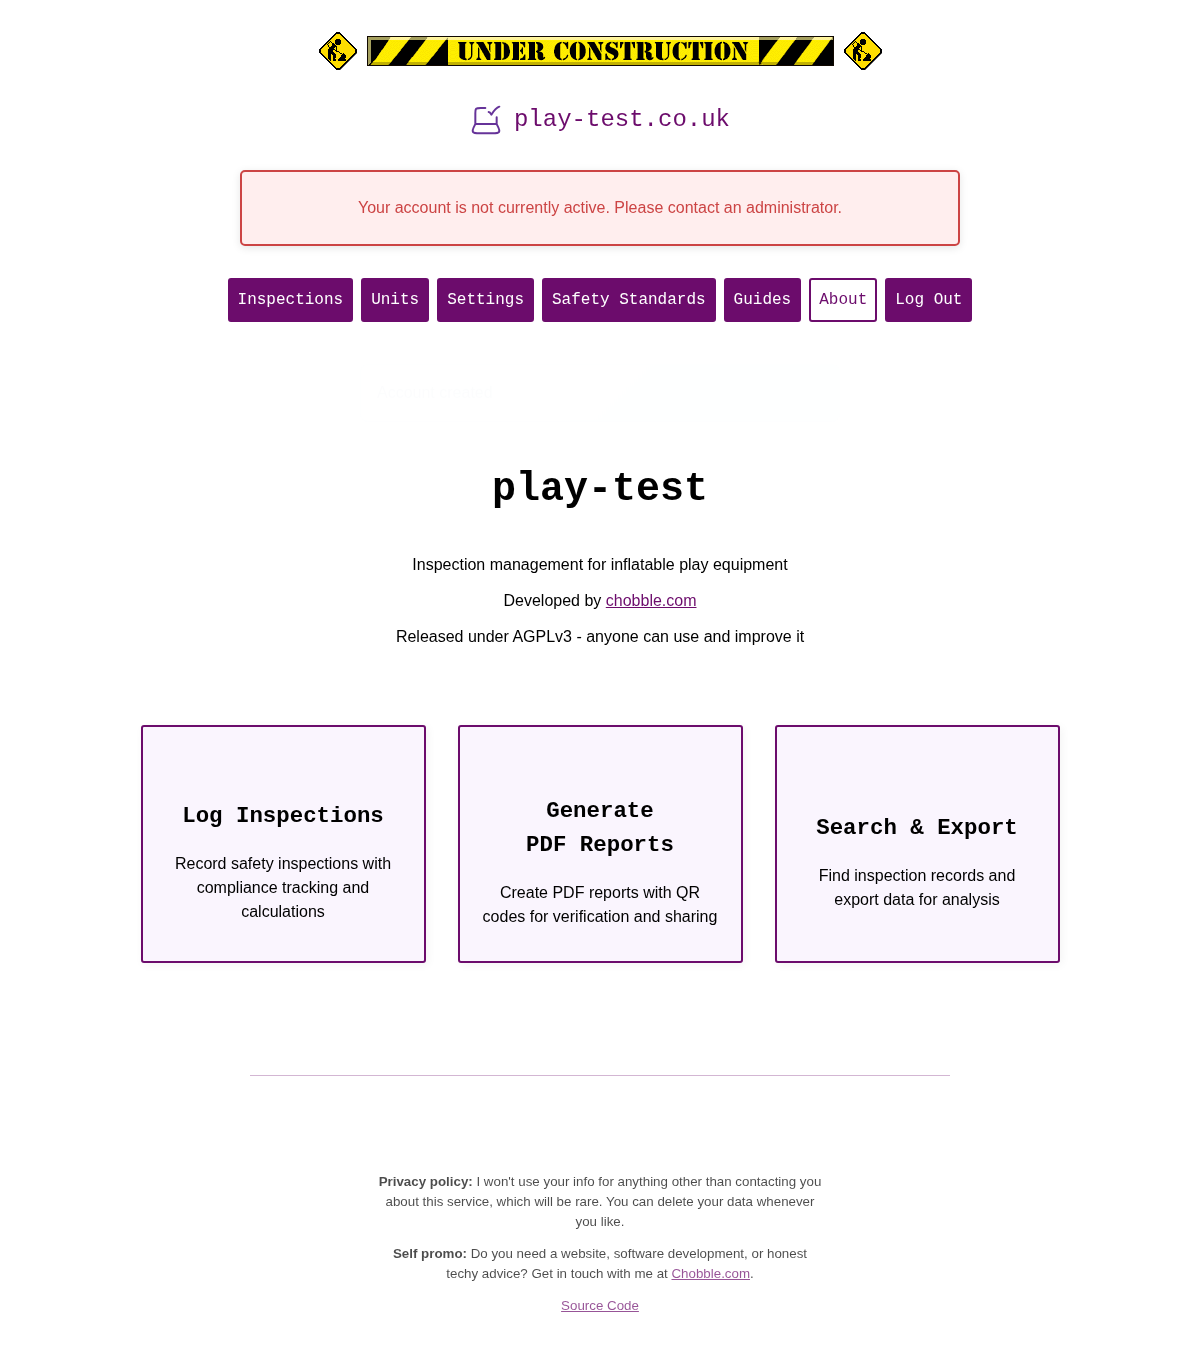 UNDER CONSTRUCTION
play-test.co.uk
Your account is not currently active. Please contact an administrator.
Inspections Units Settings Safety Standards Guides About Log Out
play-test
Inspection management for inflatable play equipment
Developed by chobble.com
Released under AGPLv3 - anyone can use and improve it
Log Inspections
Record safety inspections with
compliance tracking and
calculations
Generate
PDF Reports
Create PDF reports with QR
codes for verification and sharing
Search & Export
Find inspection records and
export data for analysis
Privacy policy: I won't use your info for anything other than contacting you
about this service, which will be rare. You can delete your data whenever
you like.
Self promo: Do you need a website, software development, or honest
techy advice? Get in touch with me at Chobble.com.
Source Code